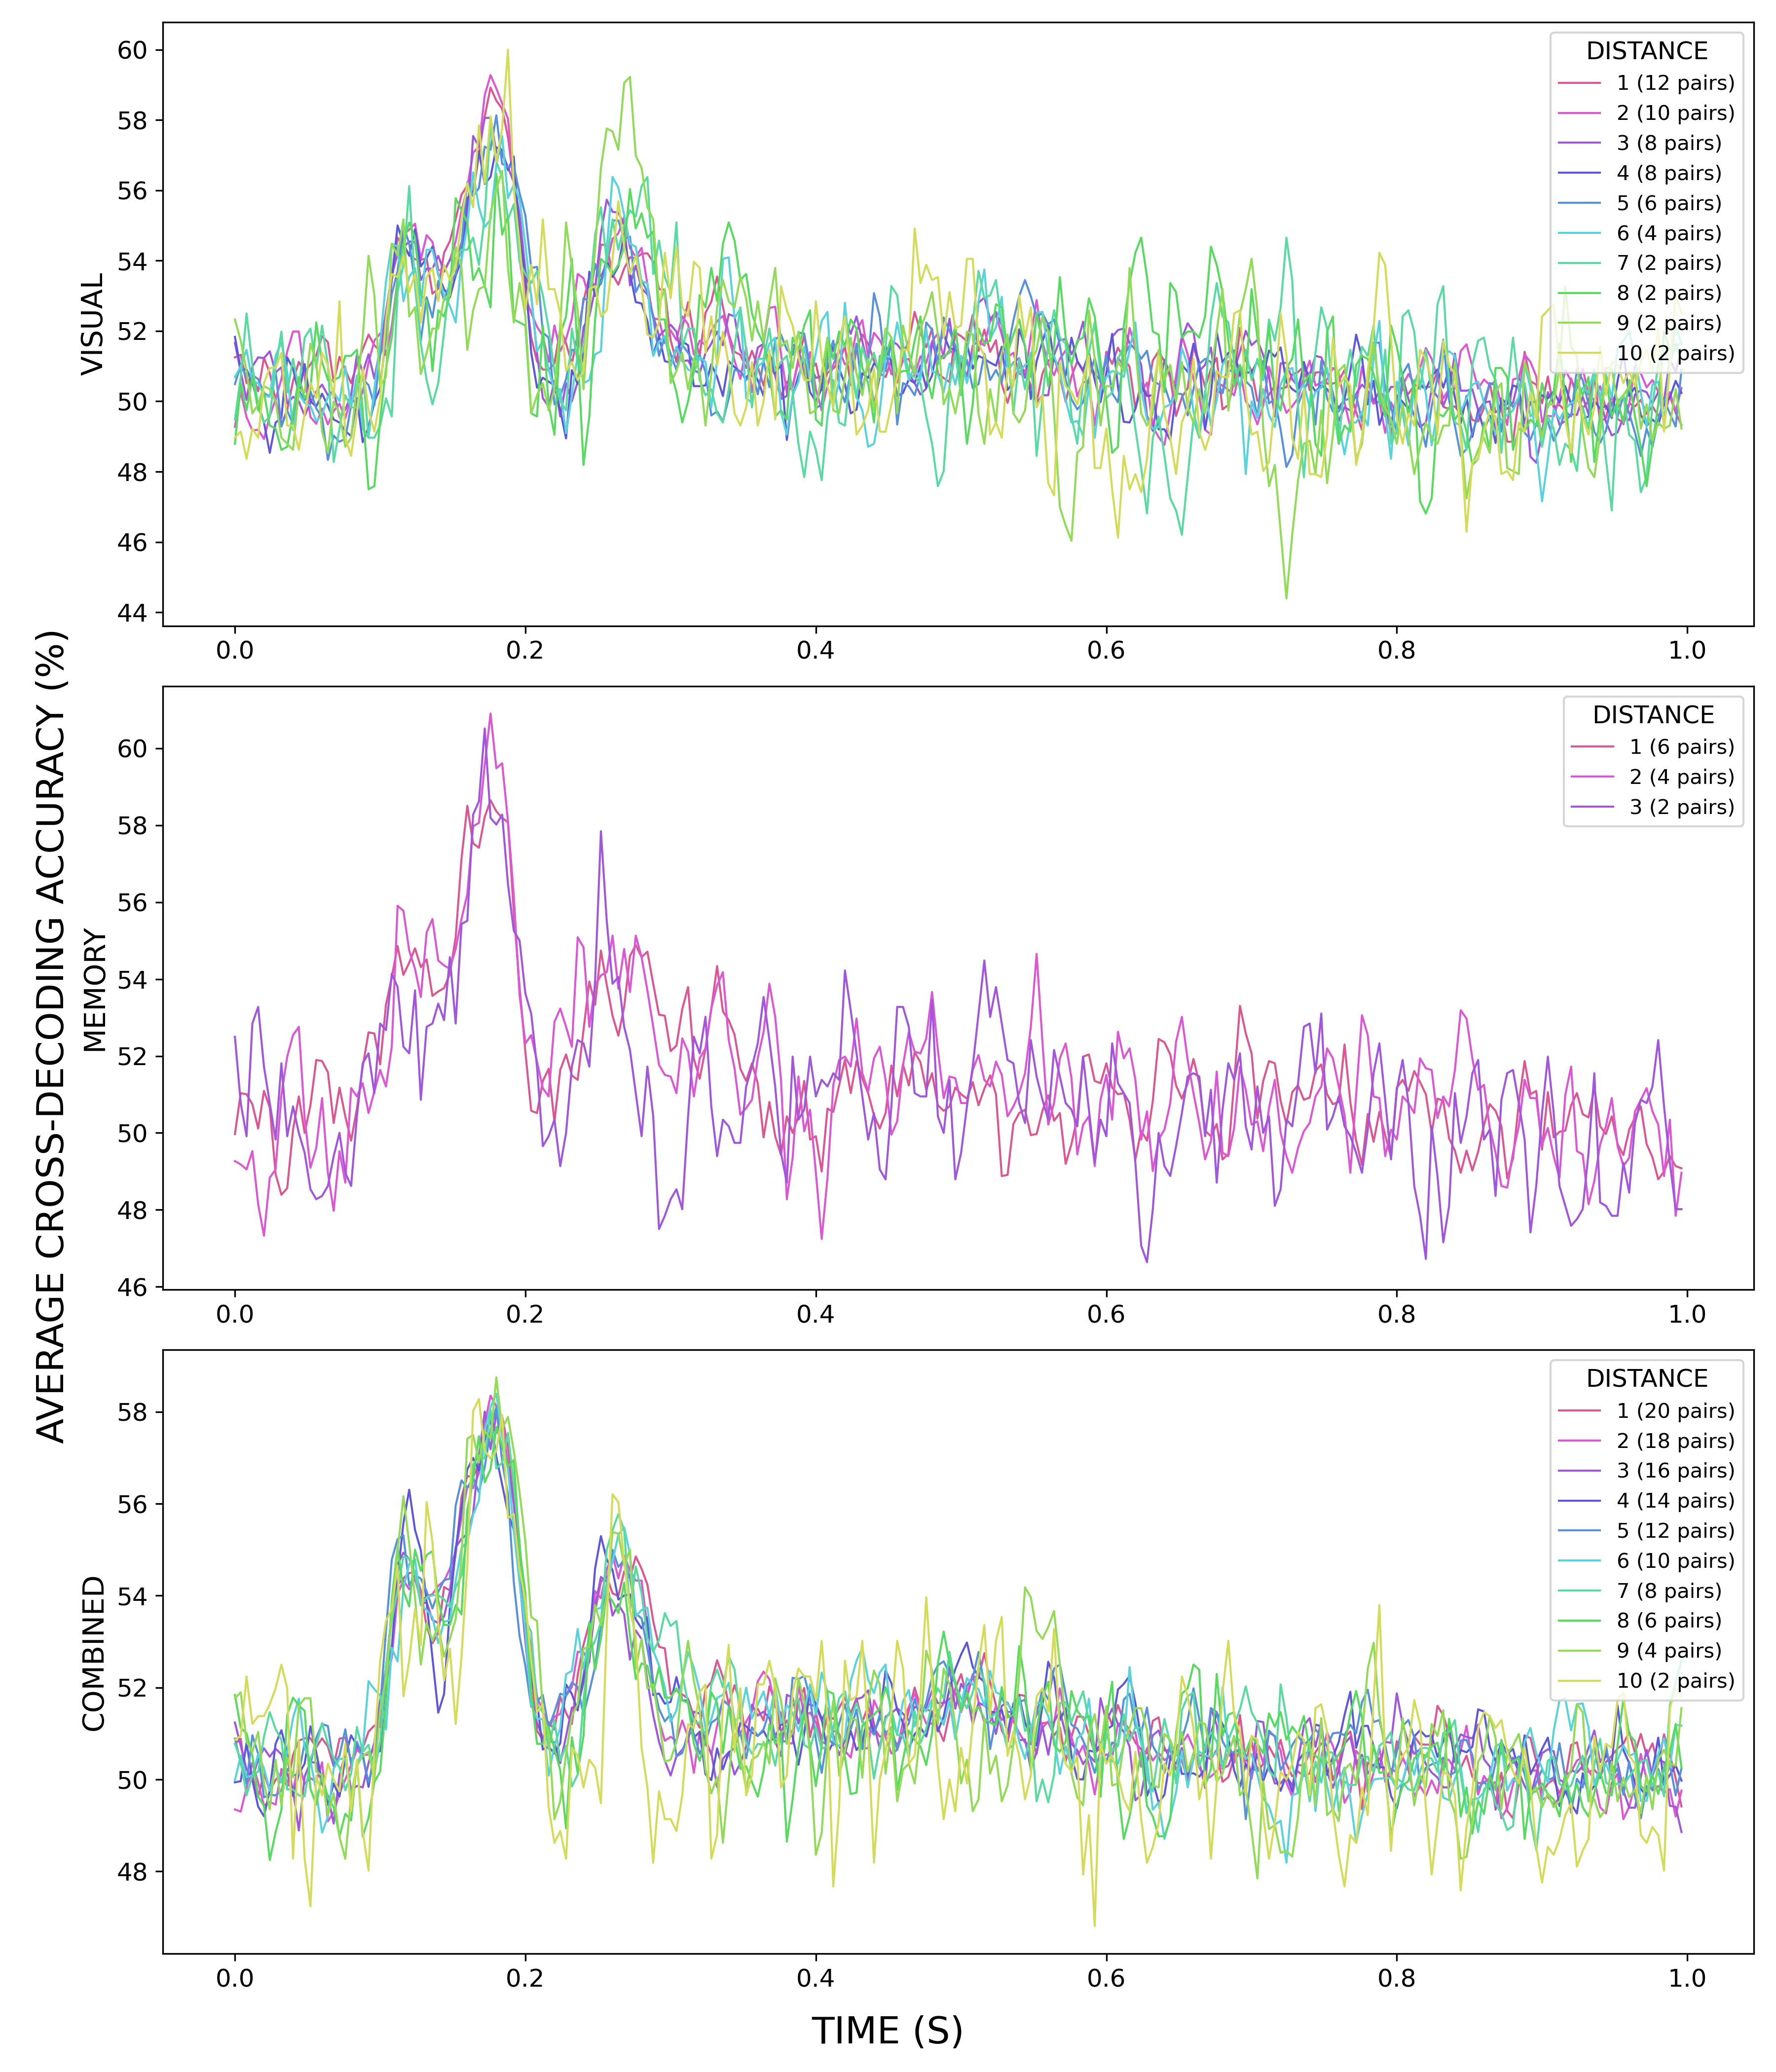 AVERAGE CROSS-DECODING ACCURACY (%)
VISUAL
60
58
56
54
52
50
48
46
44
0.0 0.2 0.4 0.6 0.8 1.0
DISTANCE
1 (12 pairs)
2 (10 pairs)
3 (8 pairs)
4 (8 pairs)
5 (6 pairs)
6 (4 pairs)
7 (2 pairs)
8 (2 pairs)
9 (2 pairs)
10 (2 pairs)
MEMORY
60
58
56
54
52
50
48
46
0.0 0.2 0.4 0.6 0.8 1.0
DISTANCE
1 (6 pairs)
2 (4 pairs)
3 (2 pairs)
COMBINED
58
56
54
52
50
48
0.0 0.2 0.4 0.6 0.8 1.0
DISTANCE
1 (20 pairs)
2 (18 pairs)
3 (16 pairs)
4 (14 pairs)
5 (12 pairs)
6 (10 pairs)
7 (8 pairs)
8 (6 pairs)
9 (4 pairs)
10 (2 pairs)
TIME (S)